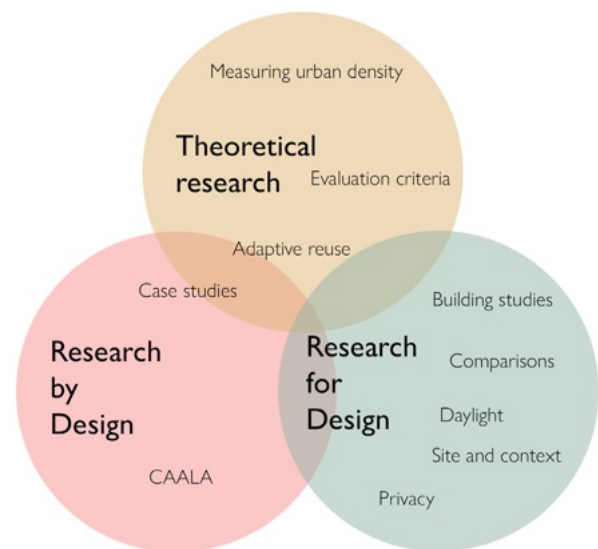 Measuring urban density
Theoretical
research
Evaluation criteria
Adaptive reuse
Case studies
Research
by
Design
CAALA
Building studies
Research
for
Design
Comparisons
Daylight
Site and context
Privacy